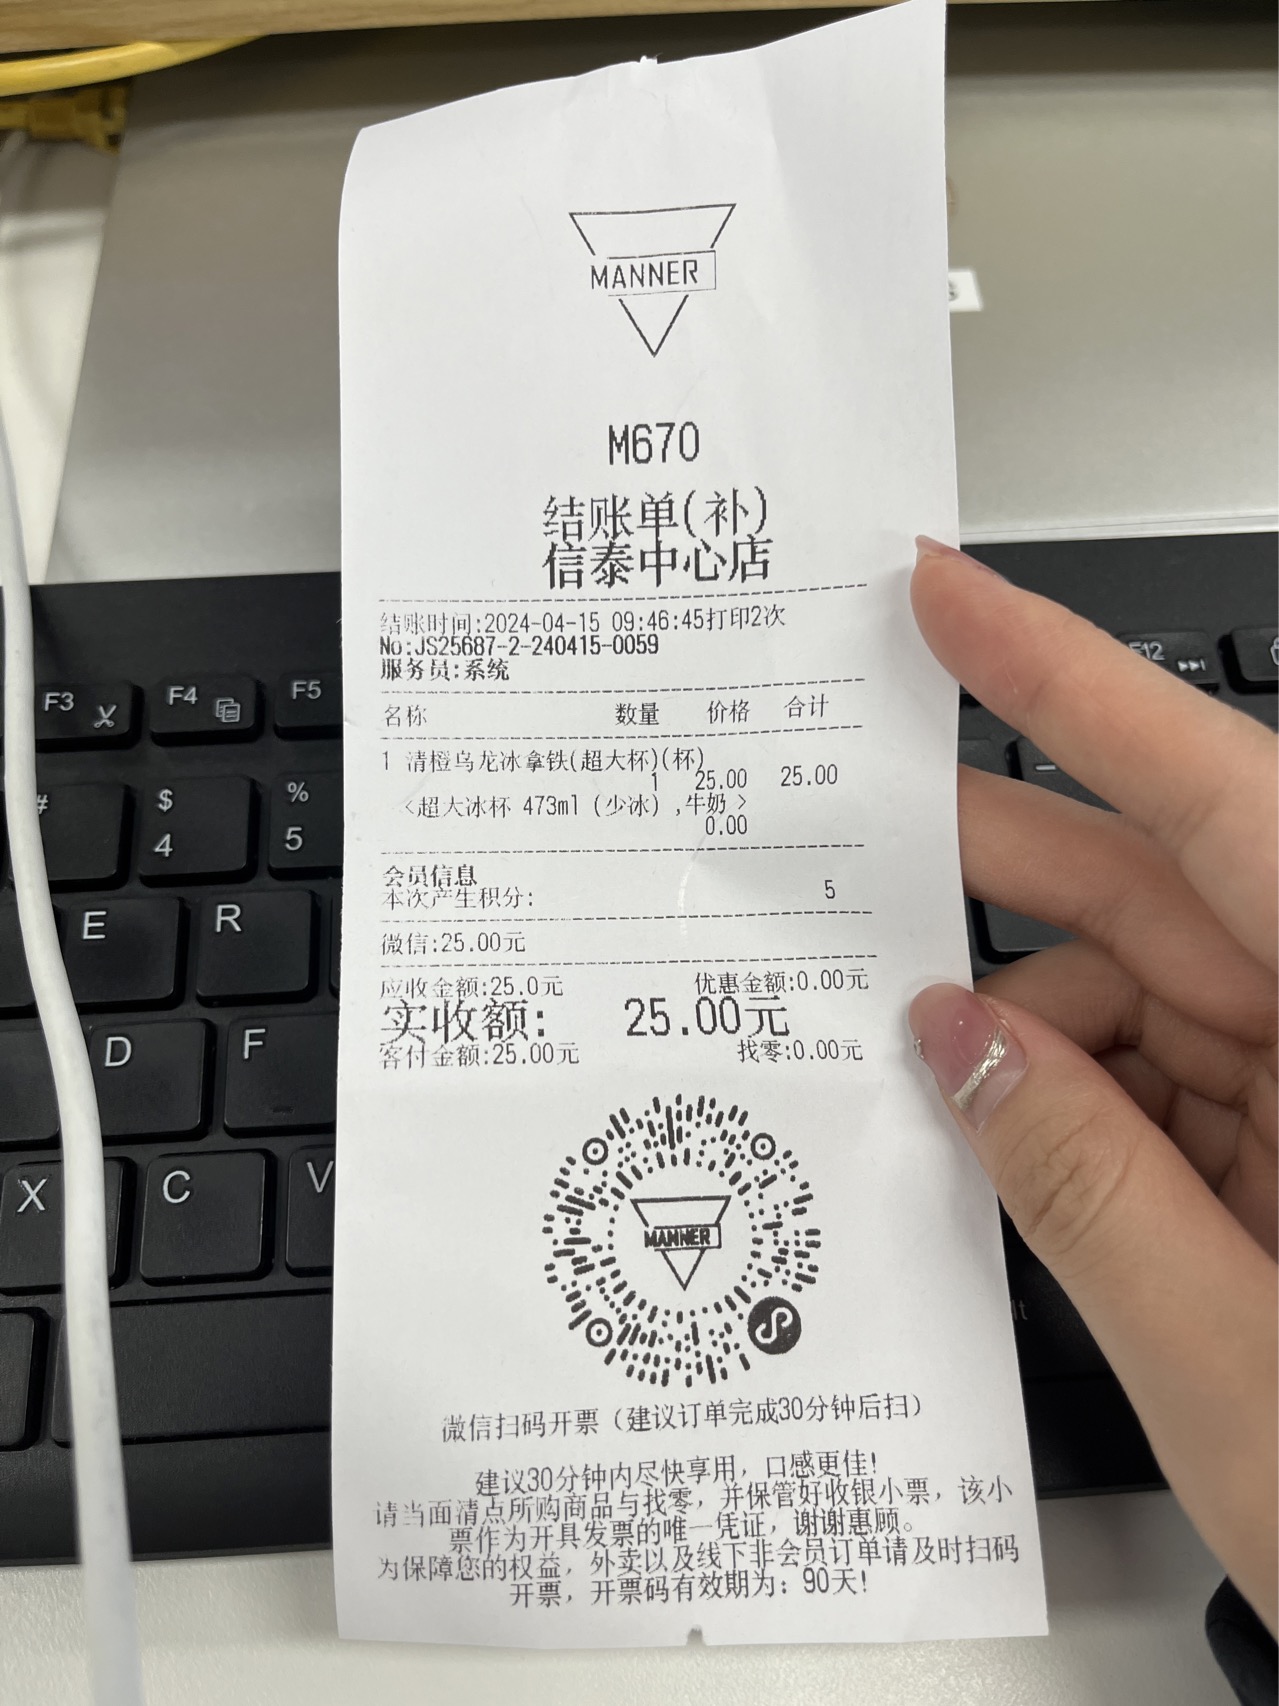 MANNER
M670
结账单(补)
信泰中心店
结账时间:2024-04-15 09:46:45打印2次
No:JS25687-2-240415-0059
服务员:系统
名称 数量 价格 合计
1 清橙乌龙冰拿铁(超大杯)(杯)
1 25.00 25.00
<超大冰杯 473ml (少冰) ,牛奶 >
0.00
会员信息
本次产生积分: 5
微信:25.00元
应收金额:25.0元 优惠金额:0.00元
实收额: 25.00元
客付金额:25.00元 找零:0.00元
MANNER
微信扫码开票（建议订单完成30分钟后扫）
建议30分钟内尽快享用，口感更佳！
请当面清点所购商品与找零，并保管好收银小票，该小
票作为开具发票的唯一凭证，谢谢惠顾。
为保障您的权益，外卖以及线下非会员订单请及时扫码
开票，开票码有效期为：90天！
F3
F4
F5
F12
#
$
4
%
5
E
R
D
F
X
C
V